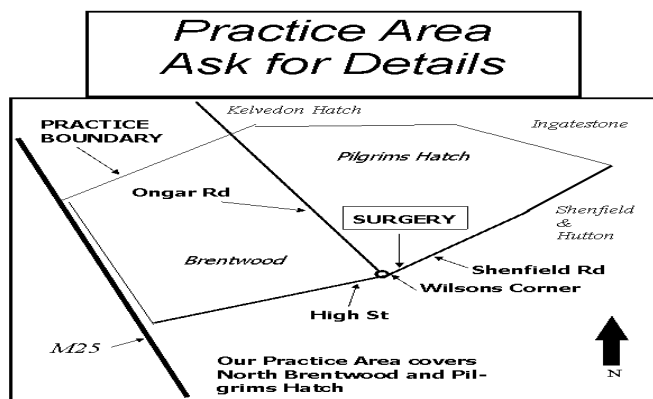 Practice Area
Ask for Details
Kelvedon Hatch
Ingatestone
PRACTICE
BOUNDARY
Pilgrims Hatch
Ongar Rd
SURGERY
Shenfield
&
Hutton
Brentwood
Shenfield Rd
Wilsons Corner
High St
M25
Our Practice Area covers
North Brentwood and Pil-
grims Hatch
N